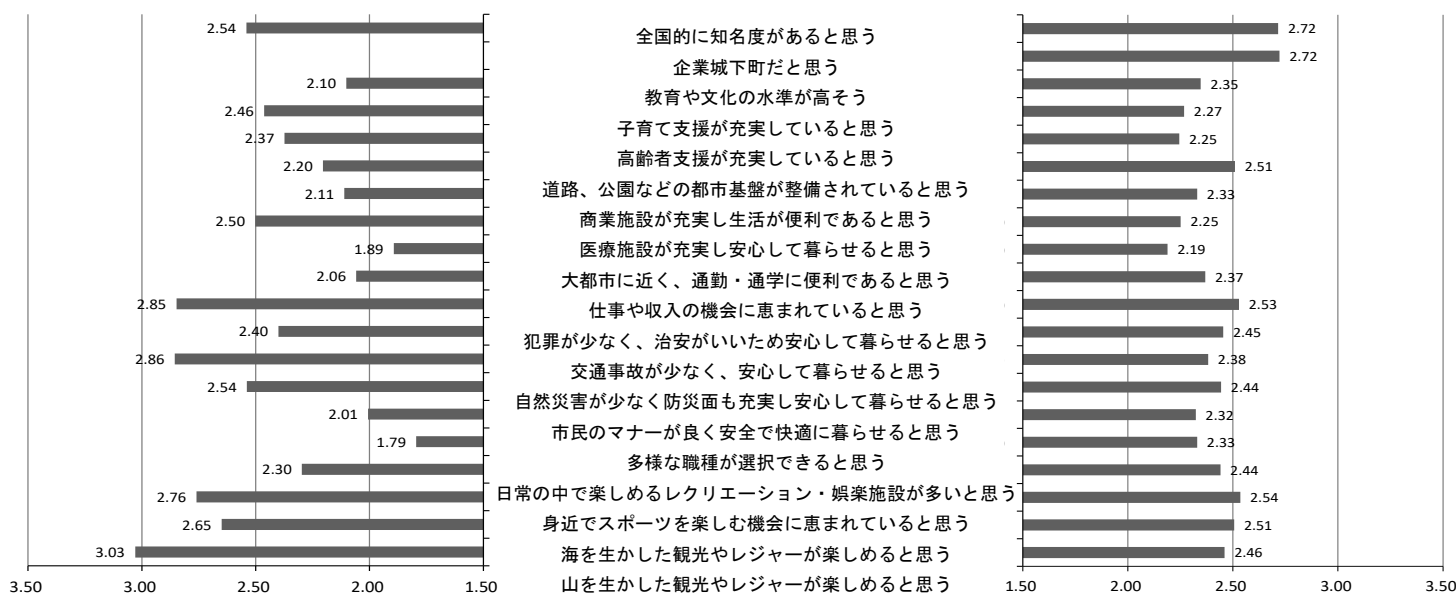 2.54 全国的に知名度があると思う 2.72
企業城下町だと思う 2.72
2.10 教育や文化の水準が高そう 2.35
2.46 子育て支援が充実していると思う 2.27
2.37 高齢者支援が充実していると思う 2.25
2.20 道路、公園などの都市基盤が整備されていると思う 2.51
2.11 商業施設が充実し生活が便利であると思う 2.33
2.50 医療施設が充実し安心して暮らせると思う 2.25
1.89 大都市に近く、通勤・通学に便利であると思う 2.19
2.06 仕事や収入の機会に恵まれていると思う 2.37
2.85 犯罪が少なく、治安がいいため安心して暮らせると思う 2.53
2.40 交通事故が少なく、安心して暮らせると思う 2.45
2.86 自然災害が少なく防災面も充実し安心して暮らせると思う 2.38
2.54 市民のマナーが良く安全で快適に暮らせると思う 2.44
2.01 多様な職種が選択できると思う 2.32
1.79 日常の中で楽しめるレクリエーション・娯楽施設が多いと思う 2.33
2.30 身近でスポーツを楽しむ機会に恵まれていると思う 2.44
2.76 海を生かした観光やレジャーが楽しめると思う 2.54
2.65 山を生かした観光やレジャーが楽しめると思う 2.51
3.03 2.46
3.50 3.00 2.50 2.00 1.50 1.50 2.00 2.50 3.00 3.50